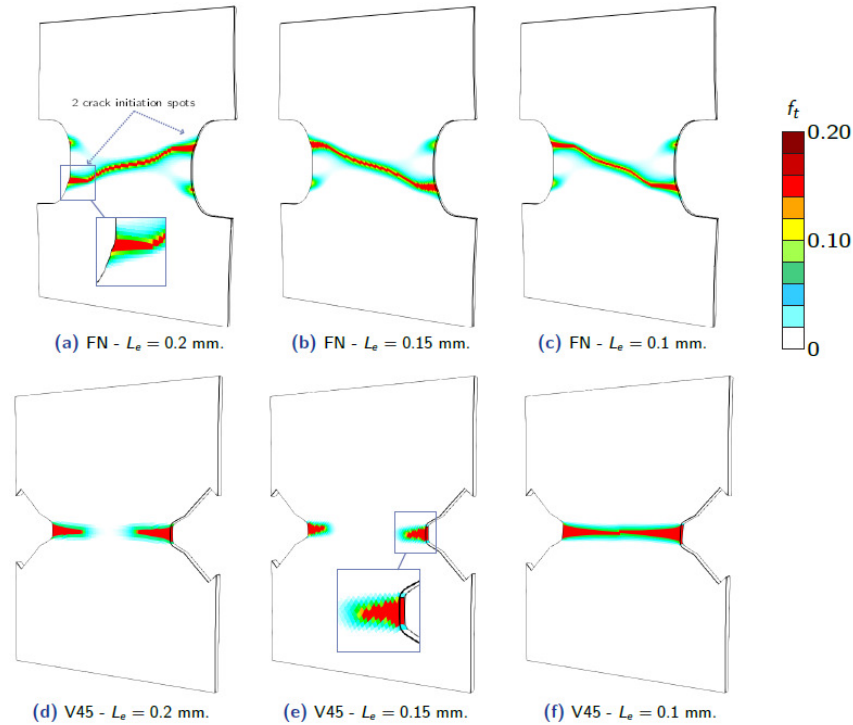 2 crack initiation spots
f_t
0.20
0.10
0
(a) FN - L_e = 0.2 mm.
(b) FN - L_e = 0.15 mm.
(c) FN - L_e = 0.1 mm.
(d) V45 - L_e = 0.2 mm.
(e) V45 - L_e = 0.15 mm.
(f) V45 - L_e = 0.1 mm.